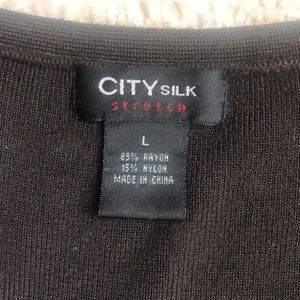 CITY SILK
stretch
L
85% RAYON
15% NYLON
MADE IN CHINA